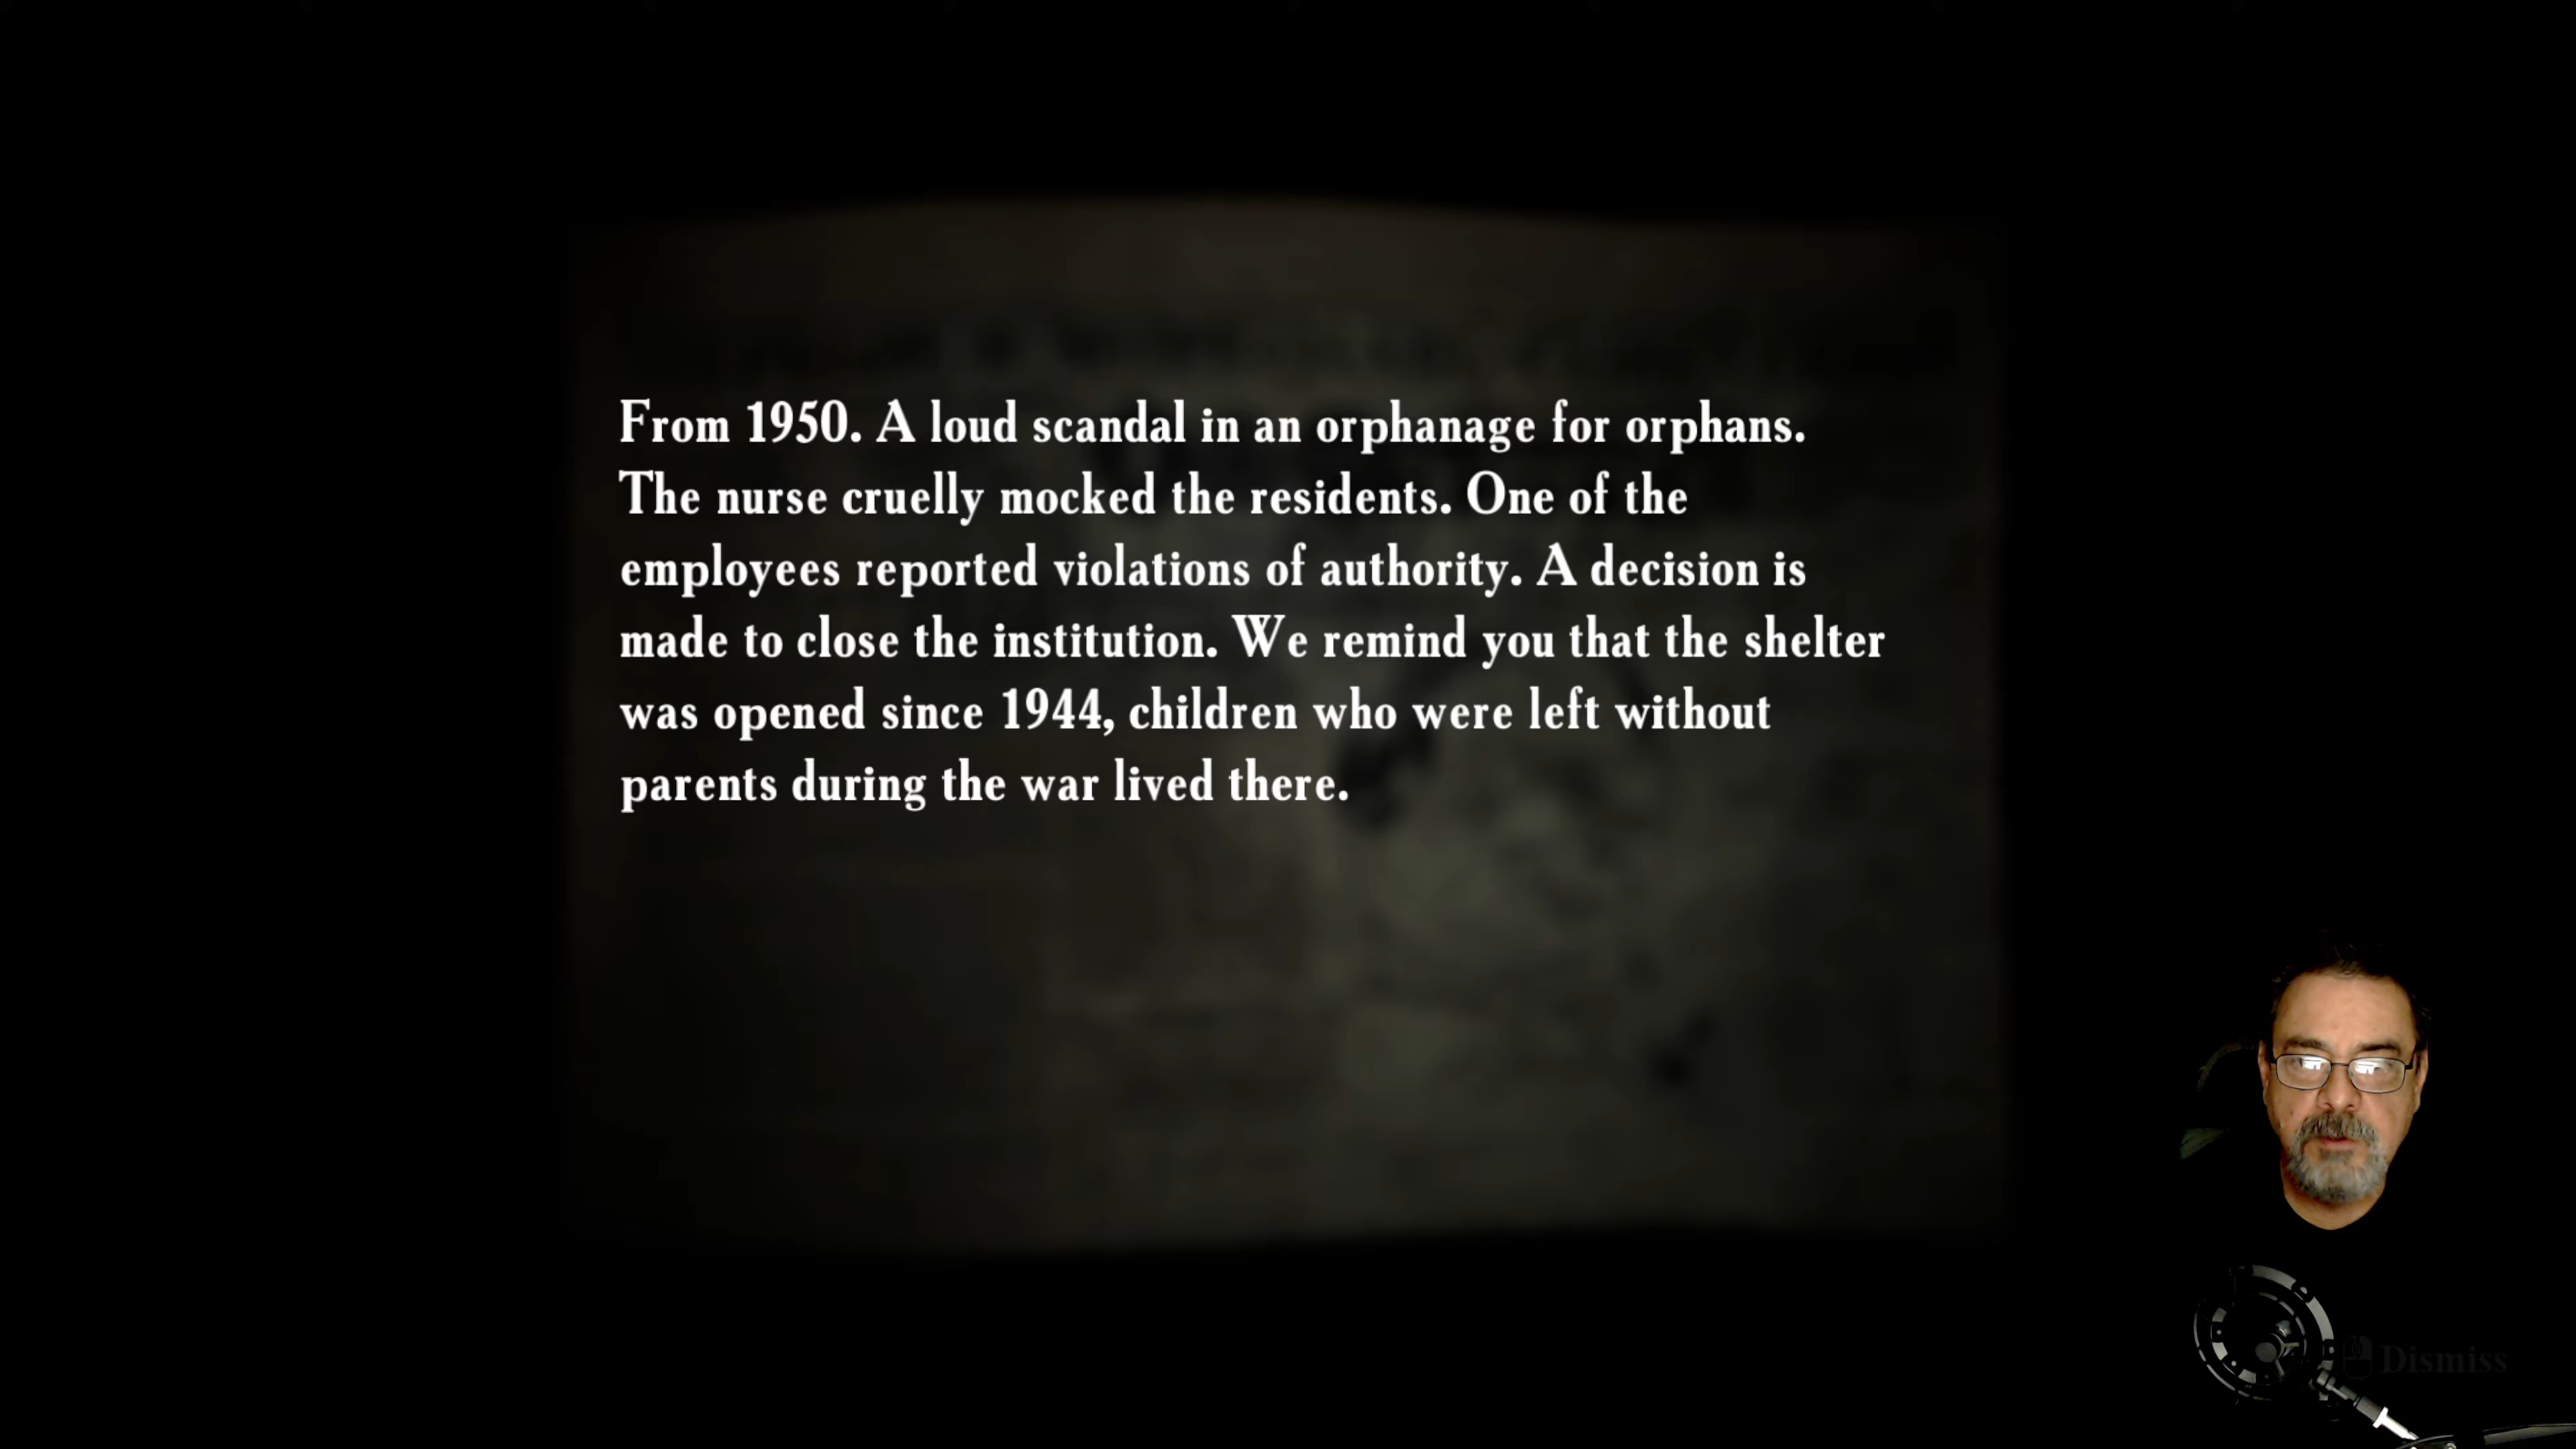 From 1950. A loud scandal in an orphanage for orphans.
The nurse cruelly mocked the residents. One of the
employees reported violations of authority. A decision is
made to close the institution. We remind you that the shelter
was opened since 1944, children who were left without
parents during the war lived there.
Dismiss